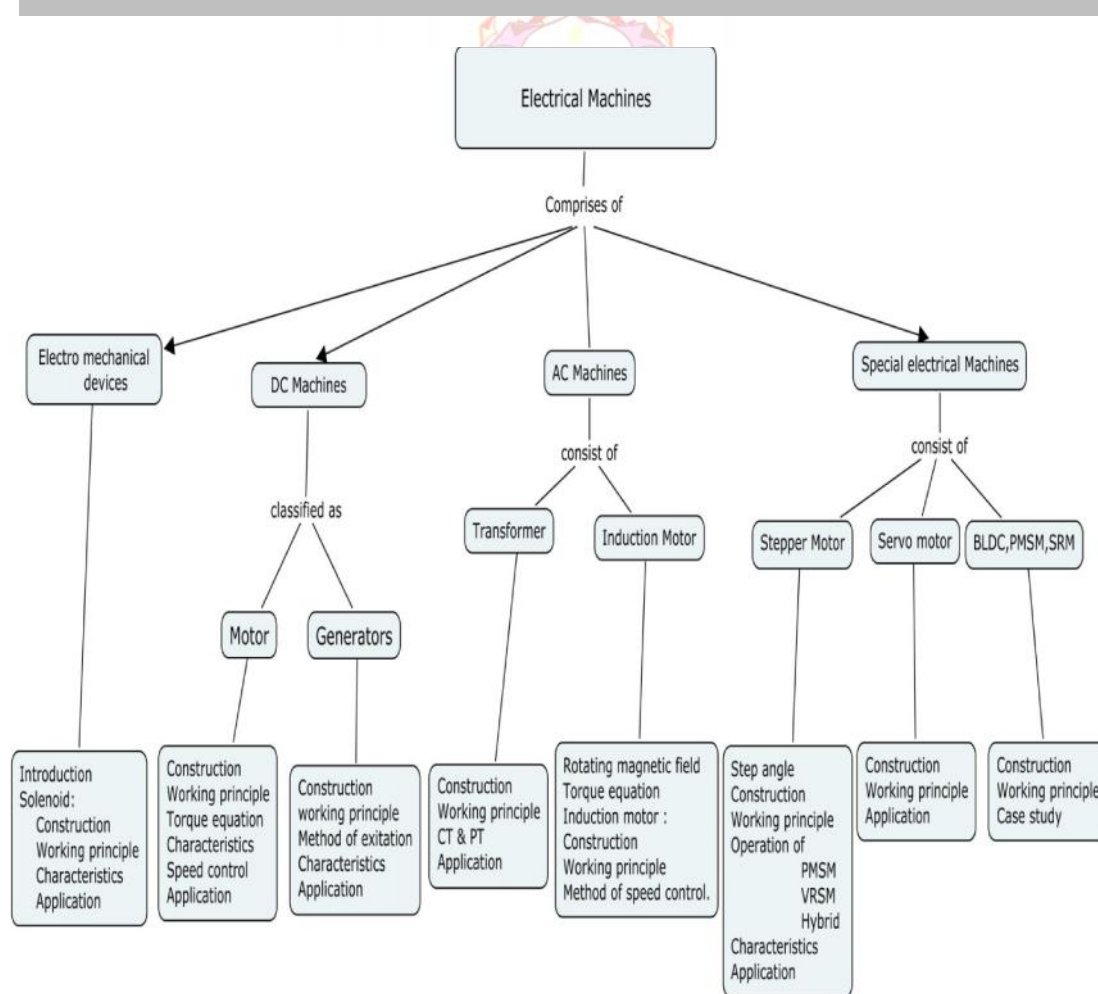 Electrical Machines
Comprises of
Electro mechanical
devices
DC Machines
AC Machines
Special electrical Machines
classified as
consist of
consist of
Motor
Generators
Transformer
Induction Motor
Stepper Motor
Servo motor
BLDC,PMSM,SRM
Introduction
Solenoid:
Construction
Working principle
Characteristics
Application
Construction
Working principle
Torque equation
Characteristics
Speed control
Application
Construction
working principle
Method of exitation
Characteristics
Application
Construction
Working principle
CT & PT
Application
Rotating magnetic field
Torque equation
Induction motor :
Construction
Working principle
Method of speed control.
Step angle
Construction
Working principle
Operation of
PMSM
VRSM
Hybrid
Characteristics
Application
Construction
Working principle
Application
Construction
Working principle
Case study